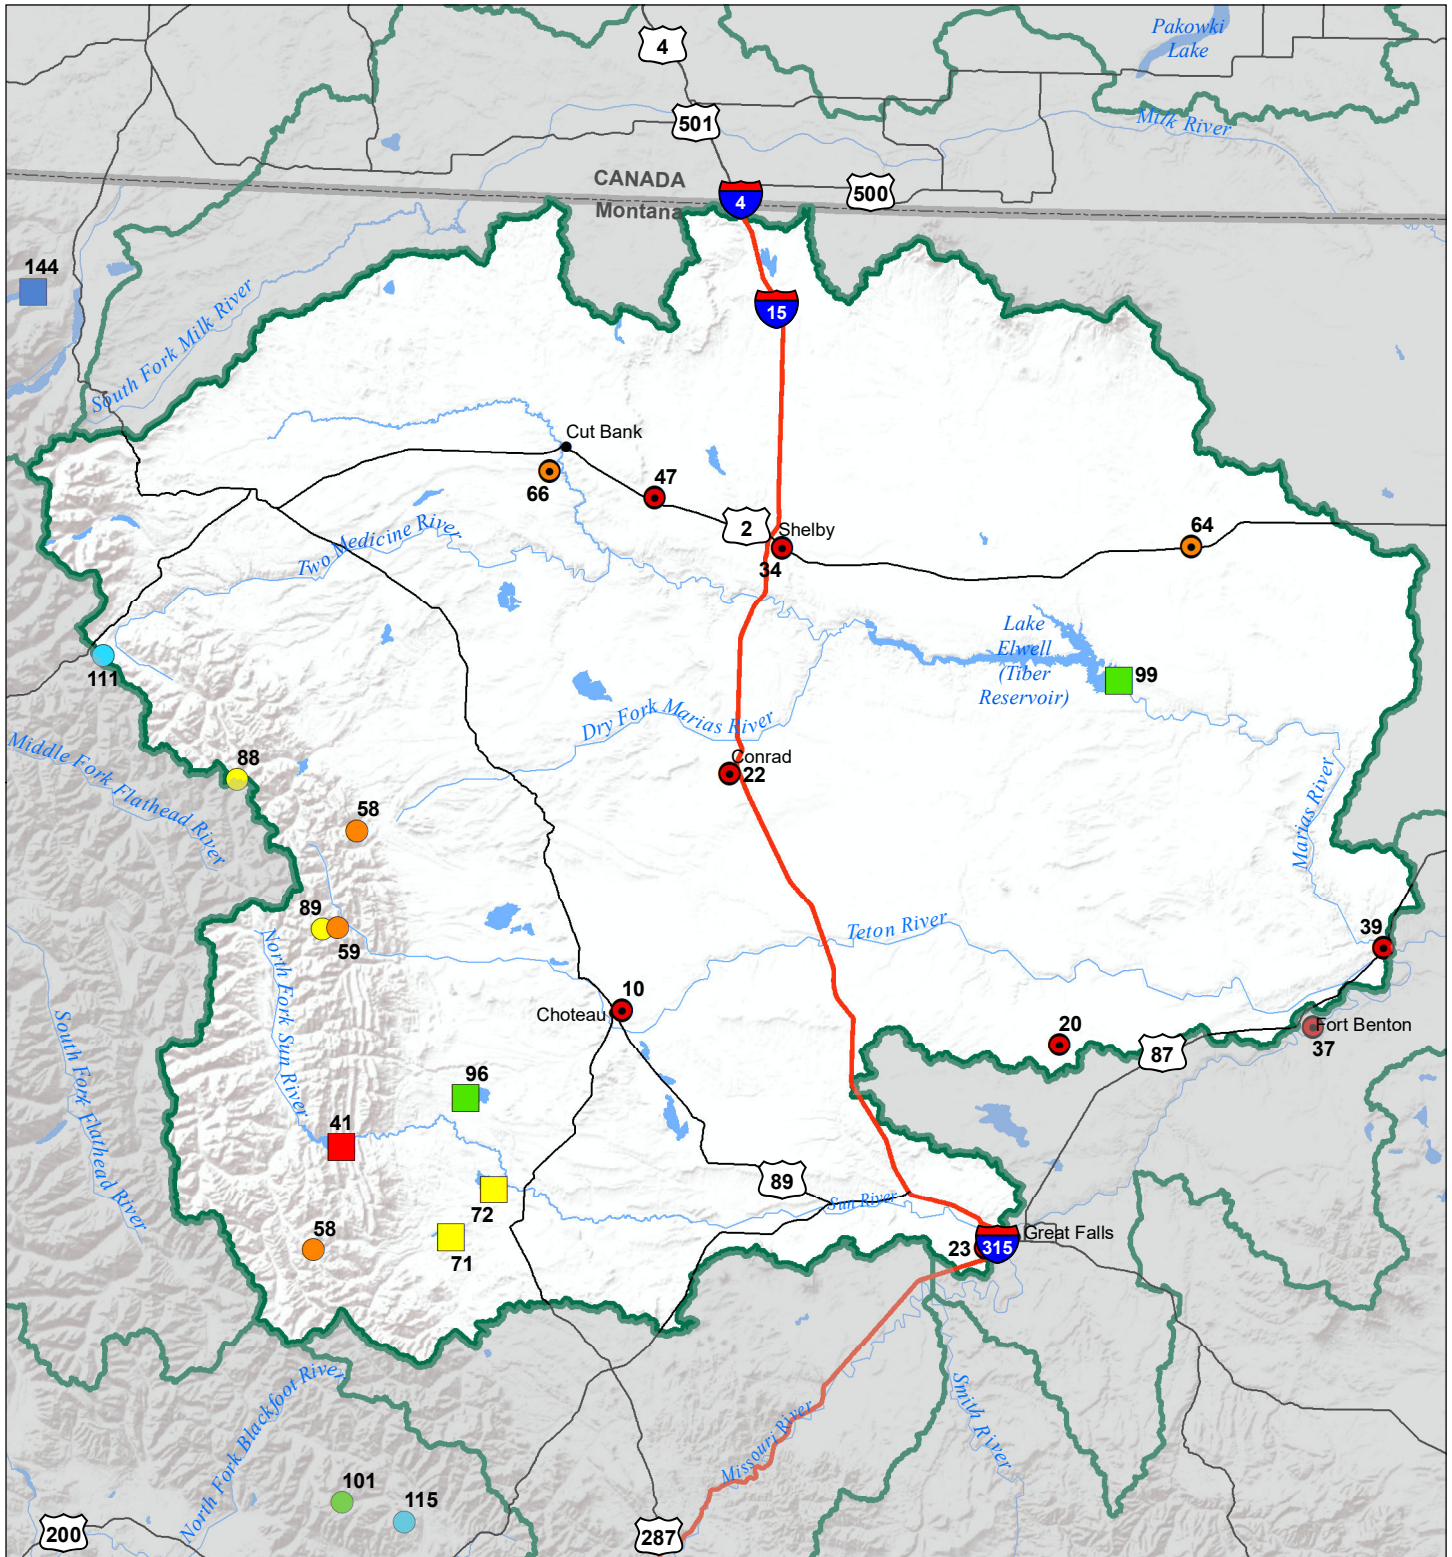 4
Pakowki
Lake
501
Milk River
CANADA
Montana
4
500
144
15
South Fork Milk River
Cut Bank
47
66
2
Shelby
34
64
Two Medicine River
Lake
Elwell
(Tiber
Reservoir)
99
111
Dry Fork Marias River
Middle Fork Flathead River
88
Conrad
22
58
Marias River
89
59
Teton River
39
North Fork Sun River
10
Choteau
20
87
Fort Benton
37
South Fork Flathead River
96
41
72
89
Sun River
58
71
23
315
Great Falls
North Fork Blackfoot River
Missouri River
Smith River
101
115
200
287